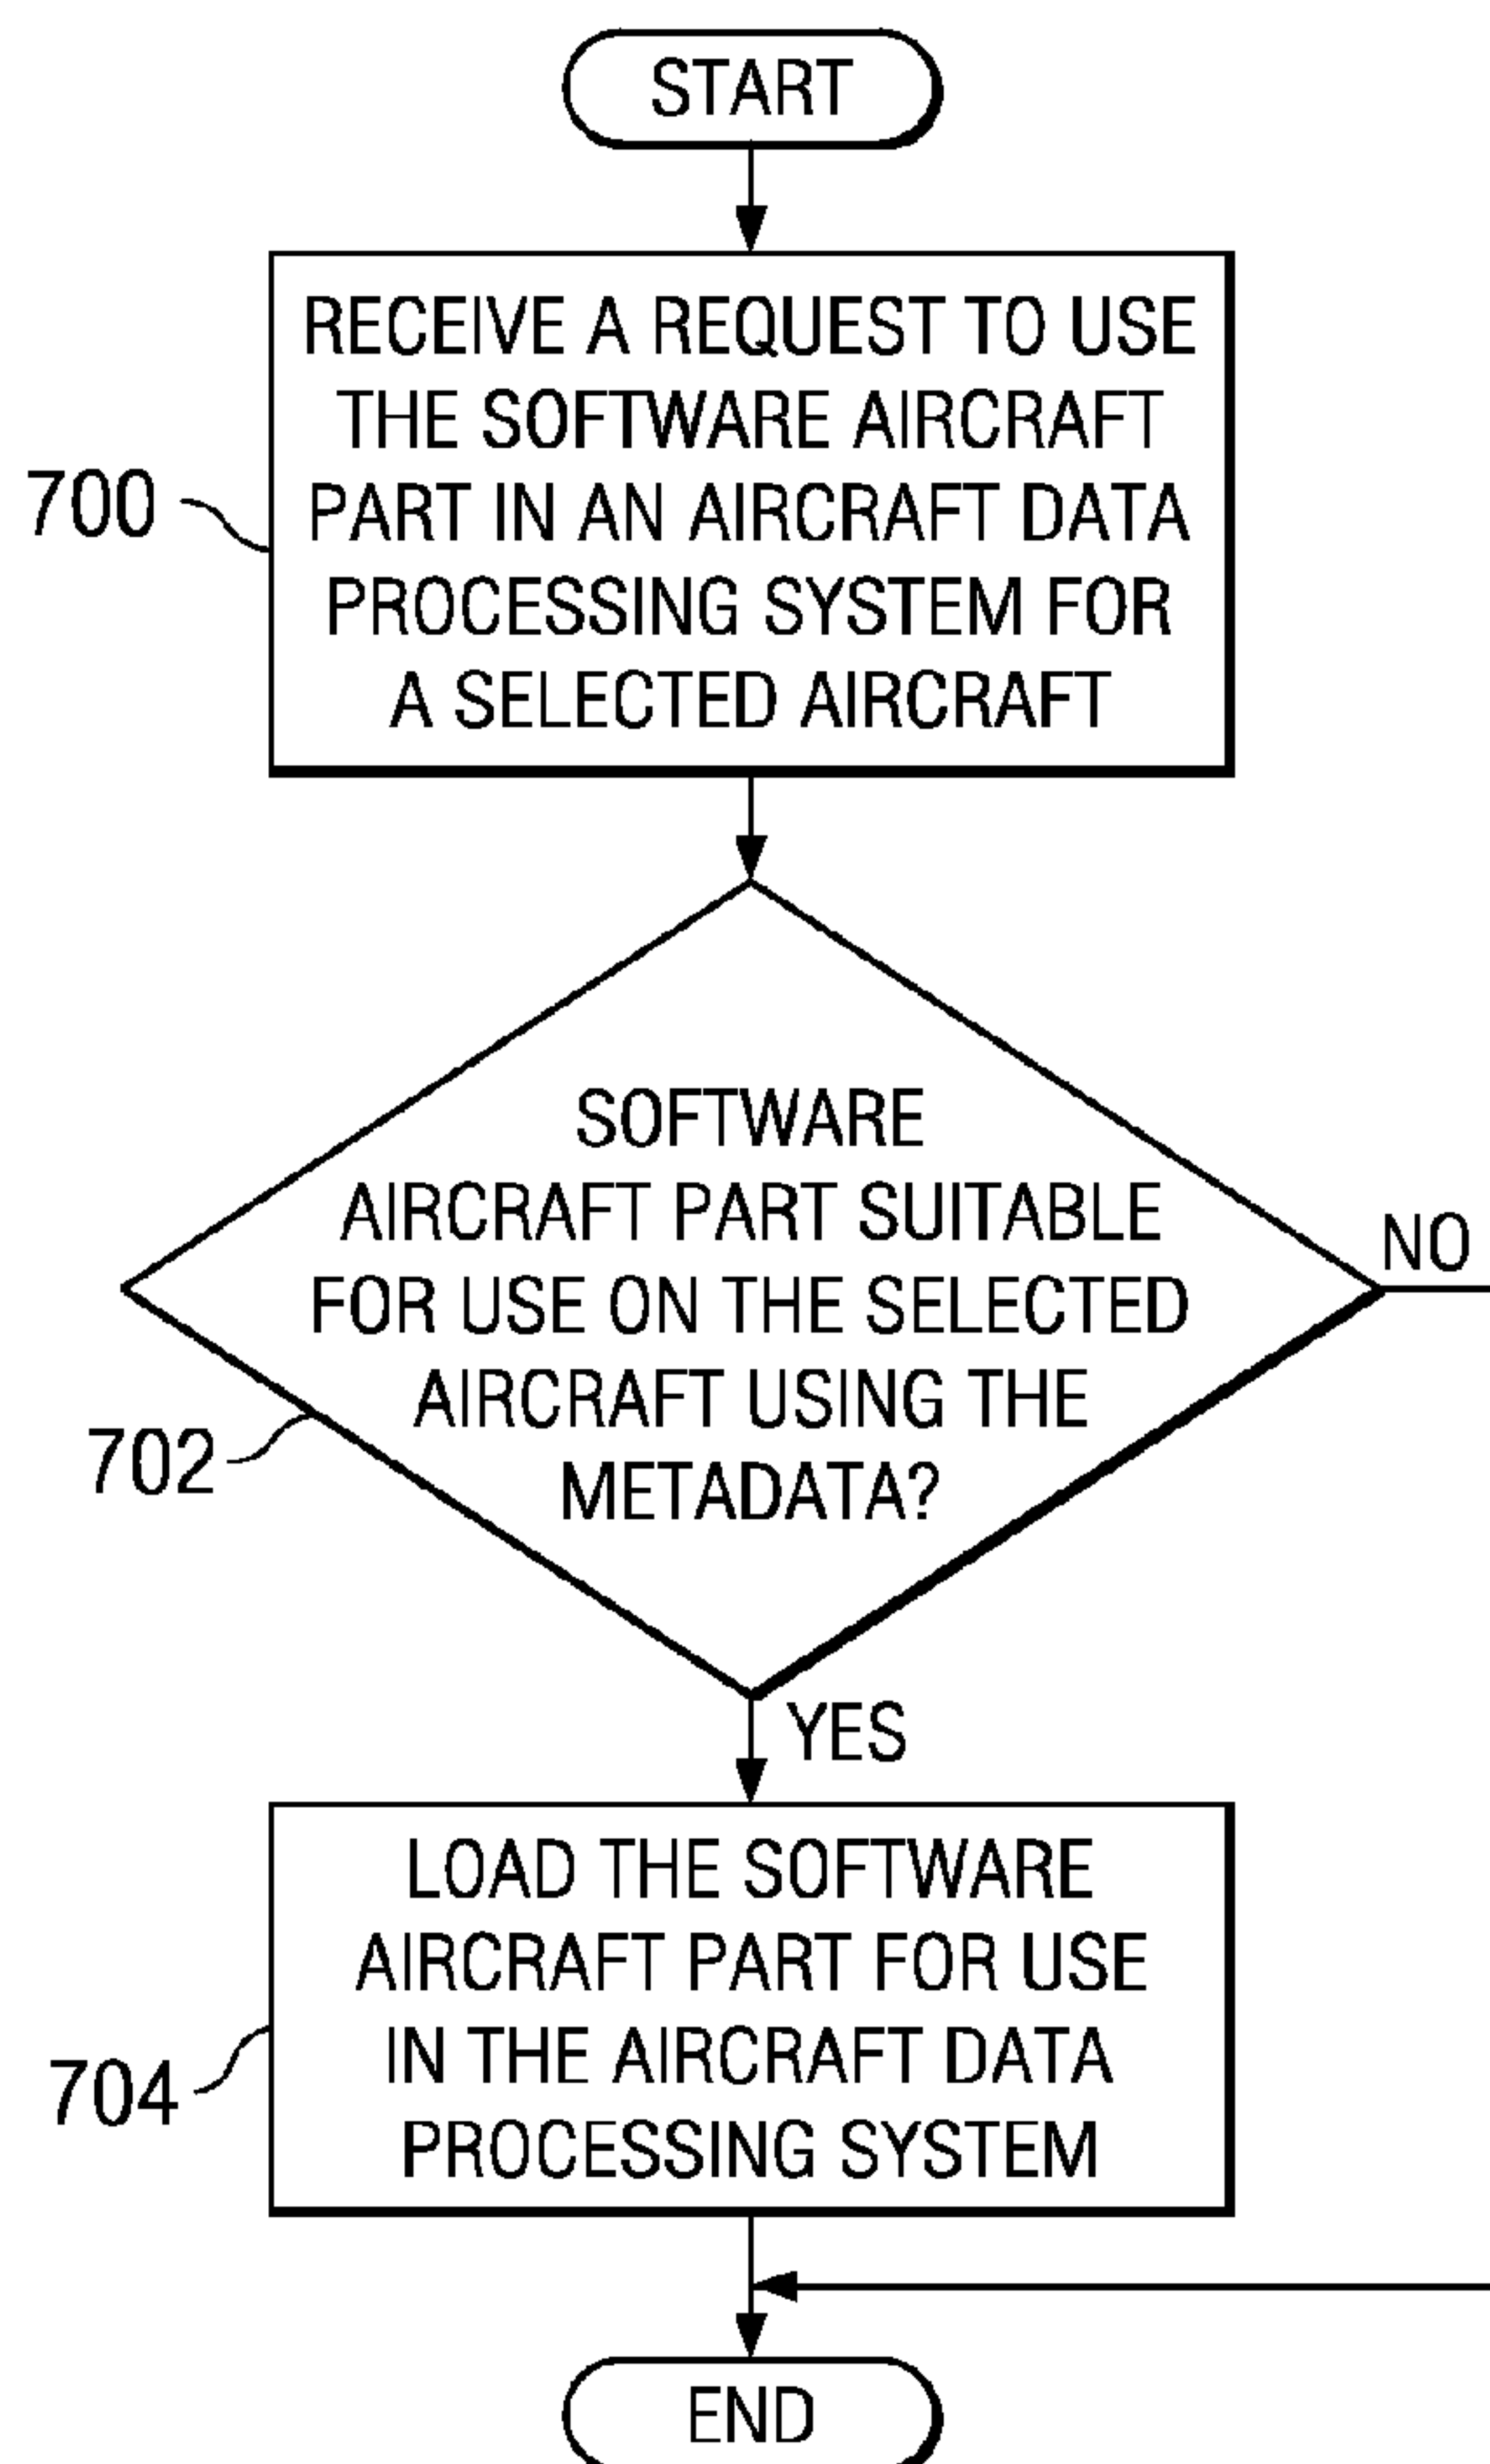 START
RECEIVE A REQUEST TO USE
THE SOFTWARE AIRCRAFT
PART IN AN AIRCRAFT DATA
PROCESSING SYSTEM FOR
A SELECTED AIRCRAFT
700
SOFTWARE
AIRCRAFT PART SUITABLE
FOR USE ON THE SELECTED
AIRCRAFT USING THE
METADATA?
NO
702
YES
LOAD THE SOFTWARE
AIRCRAFT PART FOR USE
IN THE AIRCRAFT DATA
PROCESSING SYSTEM
704
END